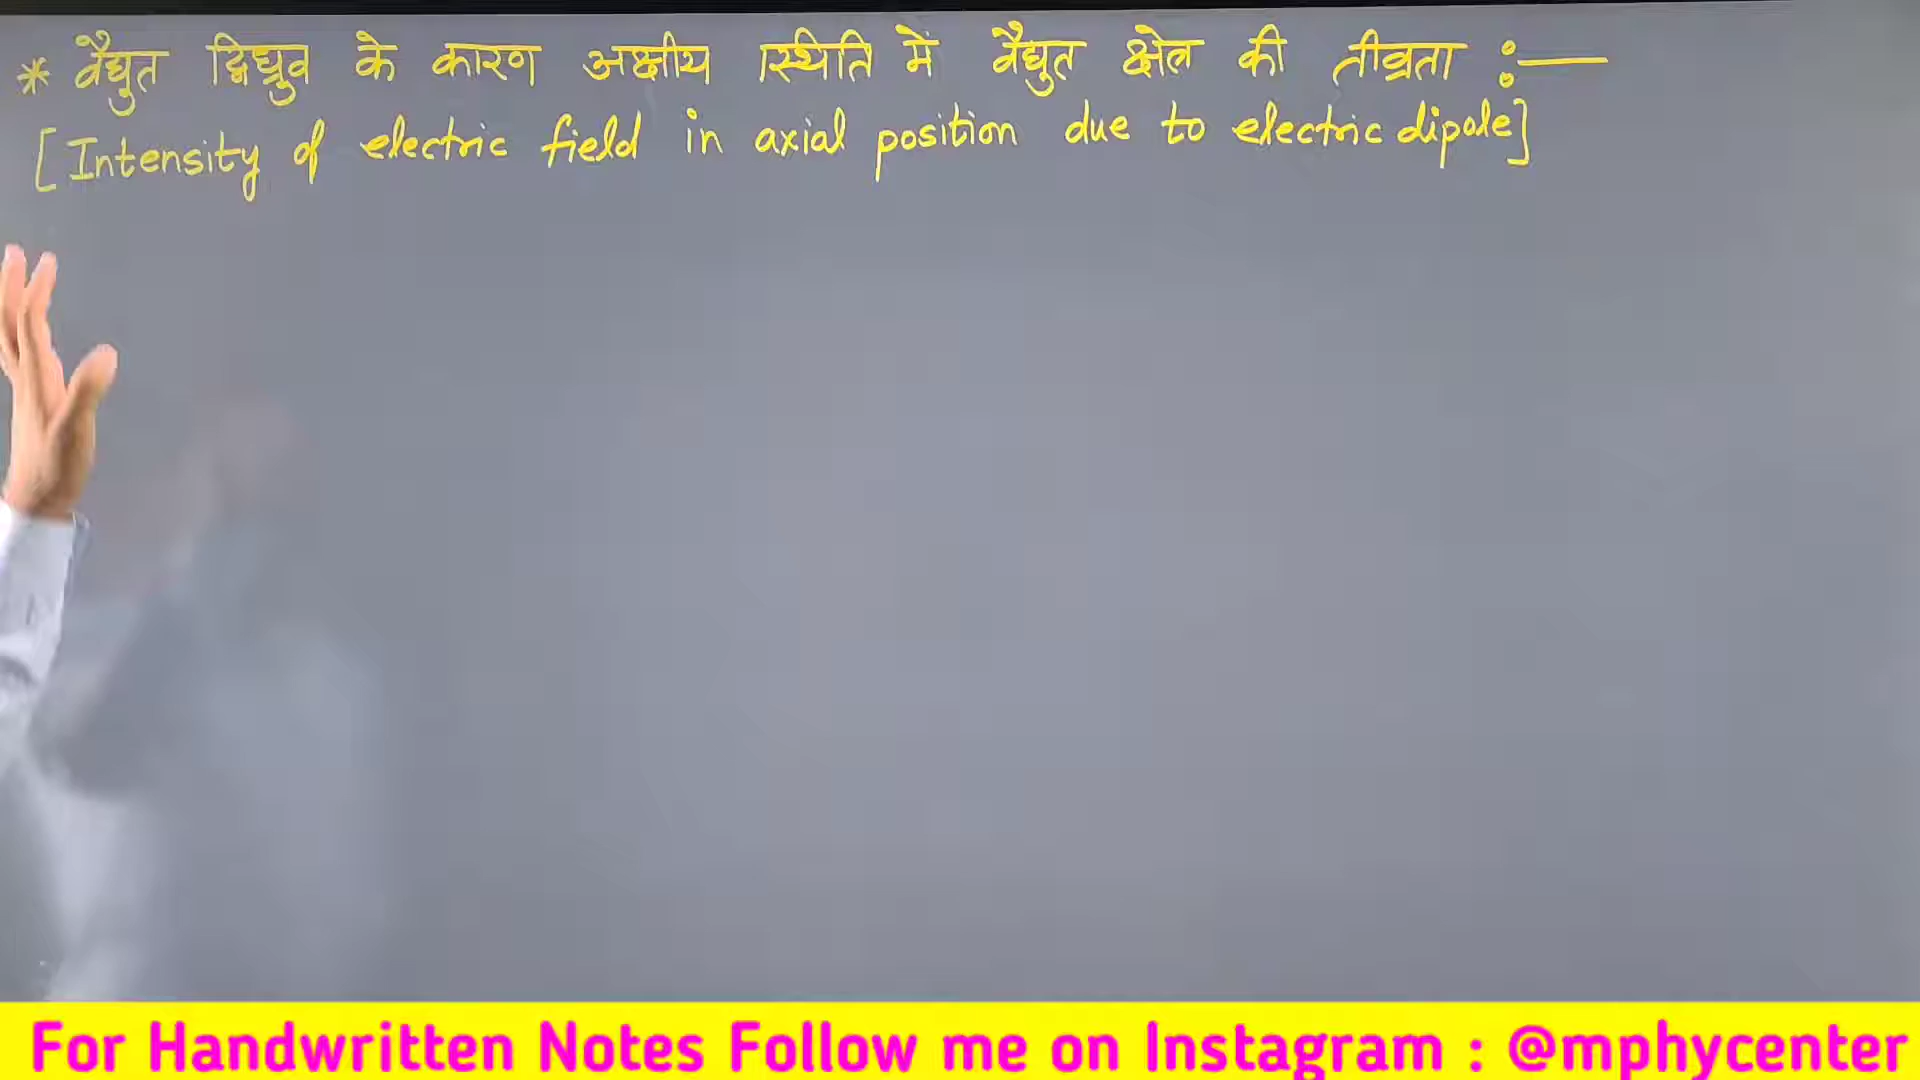 * वैद्युत द्विध्रुव के कारण अक्षीय स्थिति में वैद्युत क्षेत्र की तीव्रता :—
[Intensity of electric field in axial position due to electric dipole]
For Handwritten Notes Follow me on Instagram : @mphycenter